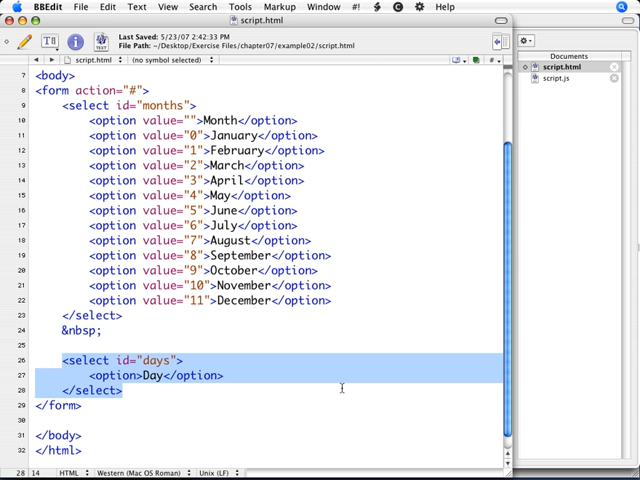 BBEdit File Edit Text View Search Tools Markup Window #! Help
script.html
Last Saved: 5/23/07 2:42:33 PM
File Path: ~/Desktop/Exercise Files/chapter07/example02/script.html
script.html (no symbol selected)
Documents
script.html
script.js
7 <body>
8 <form action="#">
9 <select id="months">
10 <option value="">Month</option>
11 <option value="0">January</option>
12 <option value="1">February</option>
13 <option value="2">March</option>
14 <option value="3">April</option>
15 <option value="4">May</option>
16 <option value="5">June</option>
17 <option value="6">July</option>
18 <option value="7">August</option>
19 <option value="8">September</option>
20 <option value="9">October</option>
21 <option value="10">November</option>
22 <option value="11">December</option>
23 </select>
24 &nbsp;
25
26 <select id="days">
27 <option>Day</option>
28 </select>
29 </form>
30
31 </body>
32 </html>
28 14 HTML Western (Mac OS Roman) Unix (LF)